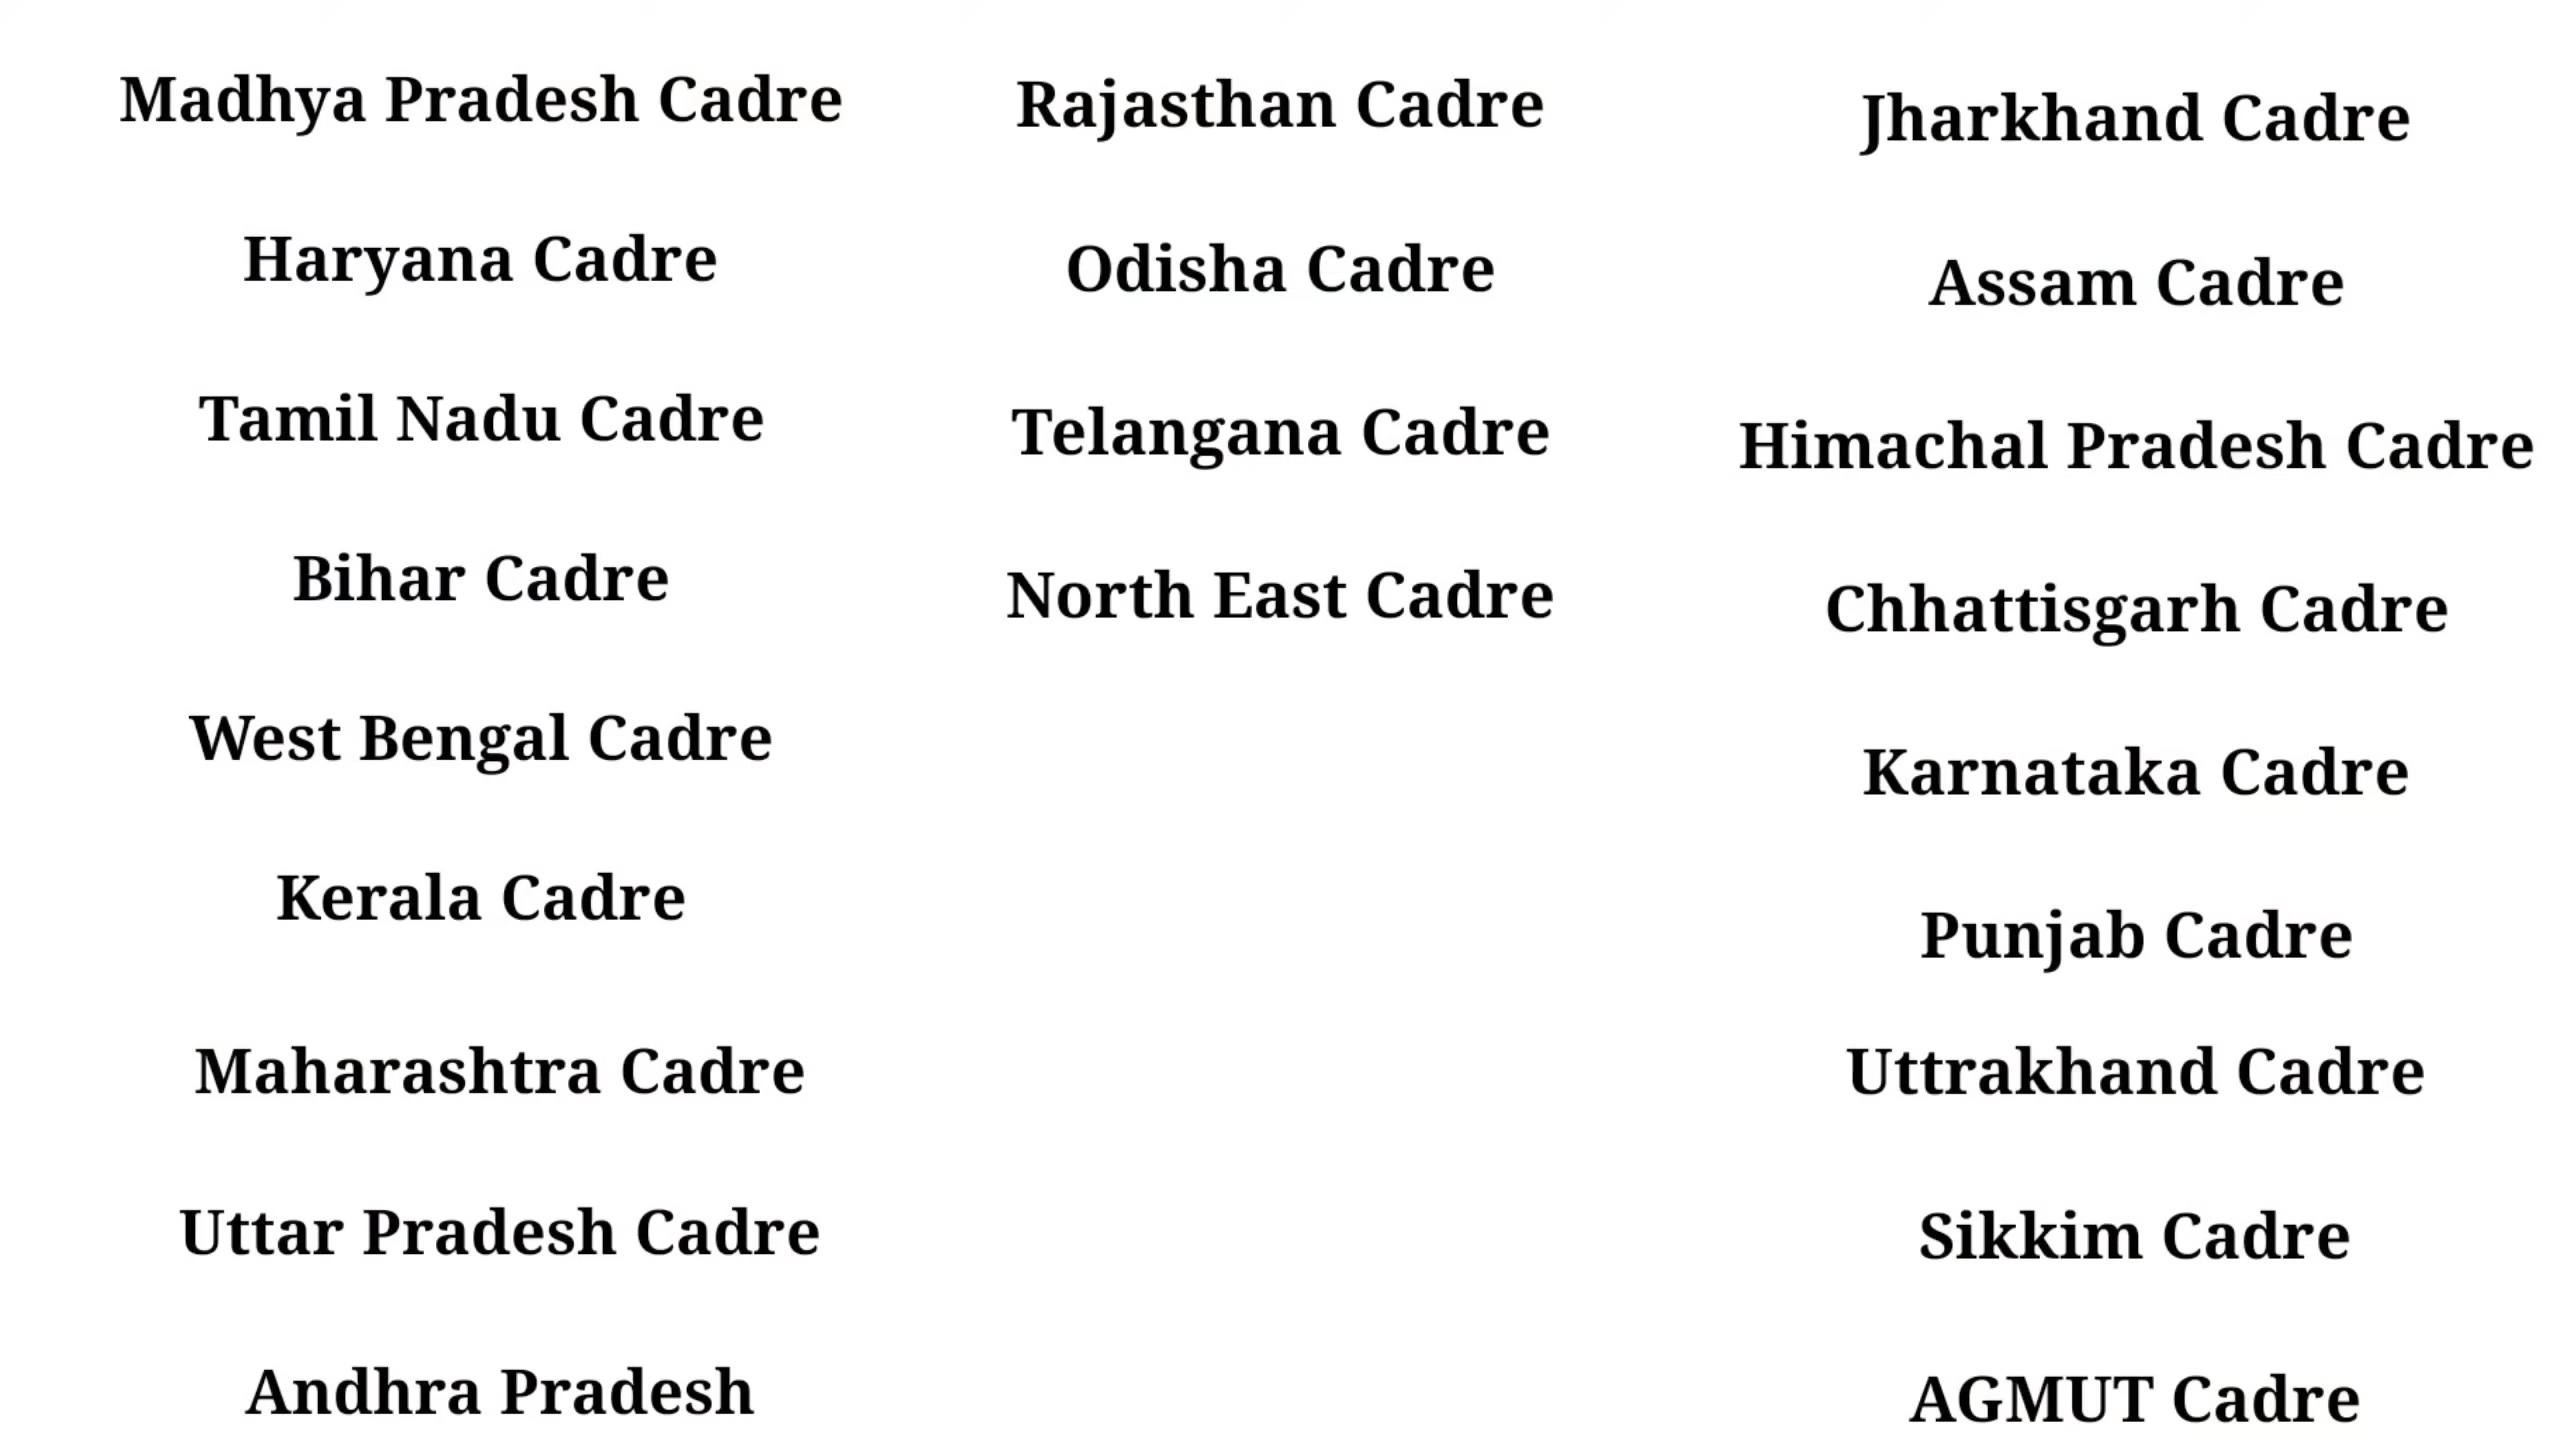 Madhya Pradesh Cadre
Haryana Cadre
Tamil Nadu Cadre
Bihar Cadre
West Bengal Cadre
Kerala Cadre
Maharashtra Cadre
Uttar Pradesh Cadre
Andhra Pradesh
Rajasthan Cadre
Odisha Cadre
Telangana Cadre
North East Cadre
Jharkhand Cadre
Assam Cadre
Himachal Pradesh Cadre
Chhattisgarh Cadre
Karnataka Cadre
Punjab Cadre
Uttrakhand Cadre
Sikkim Cadre
AGMUT Cadre